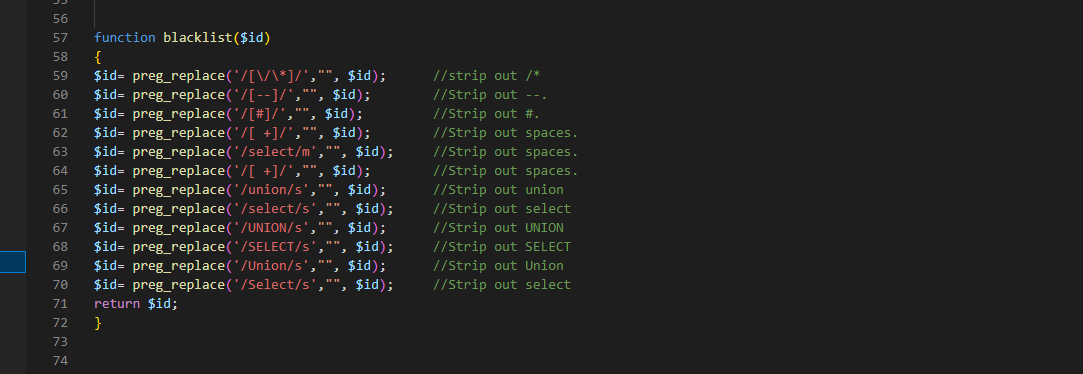 55
56
57 function blacklist($id)
58 {
59 $id= preg_replace('/[\/\*]/',"", $id);      //strip out /*
60 $id= preg_replace('/[--]/',"", $id);        //Strip out --.
61 $id= preg_replace('/[#]/',"", $id);         //Strip out #.
62 $id= preg_replace('/[ +]/',"", $id);        //Strip out spaces.
63 $id= preg_replace('/select/m',"", $id);     //Strip out spaces.
64 $id= preg_replace('/[ +]/',"", $id);        //Strip out spaces.
65 $id= preg_replace('/union/s',"", $id);      //Strip out union
66 $id= preg_replace('/select/s',"", $id);     //Strip out select
67 $id= preg_replace('/UNION/s',"", $id);      //Strip out UNION
68 $id= preg_replace('/SELECT/s',"", $id);     //Strip out SELECT
69 $id= preg_replace('/Union/s',"", $id);      //Strip out Union
70 $id= preg_replace('/Select/s',"", $id);     //Strip out select
71 return $id;
72 }
73
74